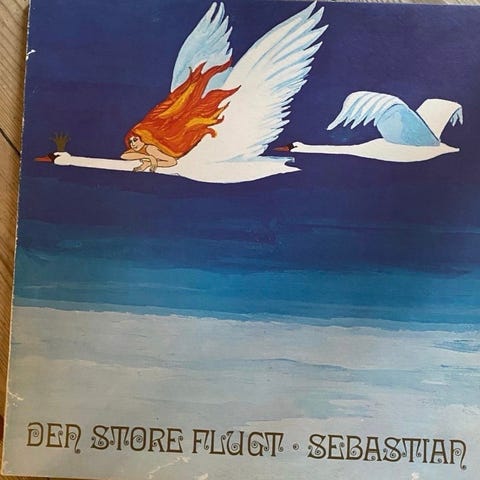 DEN STORE FLUGT · SEBASTIAN